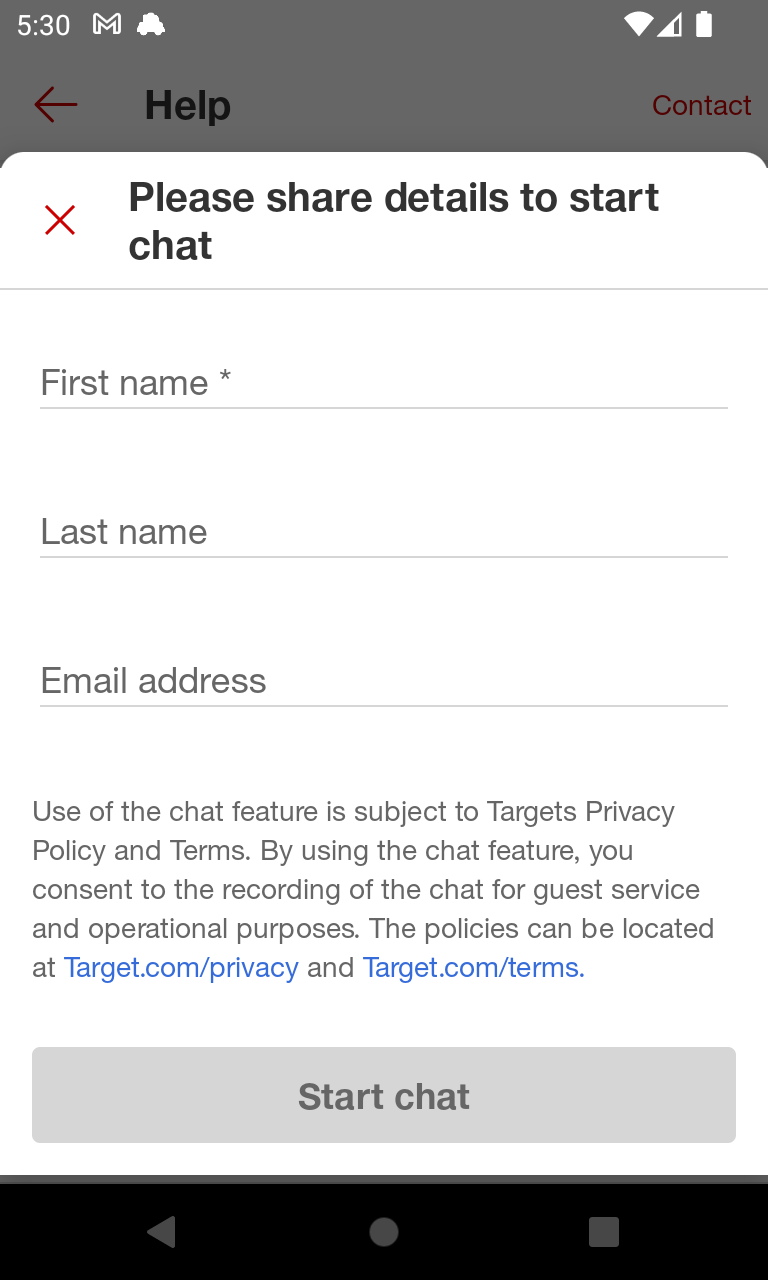 5:30
Help
Contact
Please share details to start
chat
First name *
Last name
Email address
Use of the chat feature is subject to Targets Privacy
Policy and Terms. By using the chat feature, you
consent to the recording of the chat for guest service
and operational purposes. The policies can be located
at Target.com/privacy and Target.com/terms.
Start chat